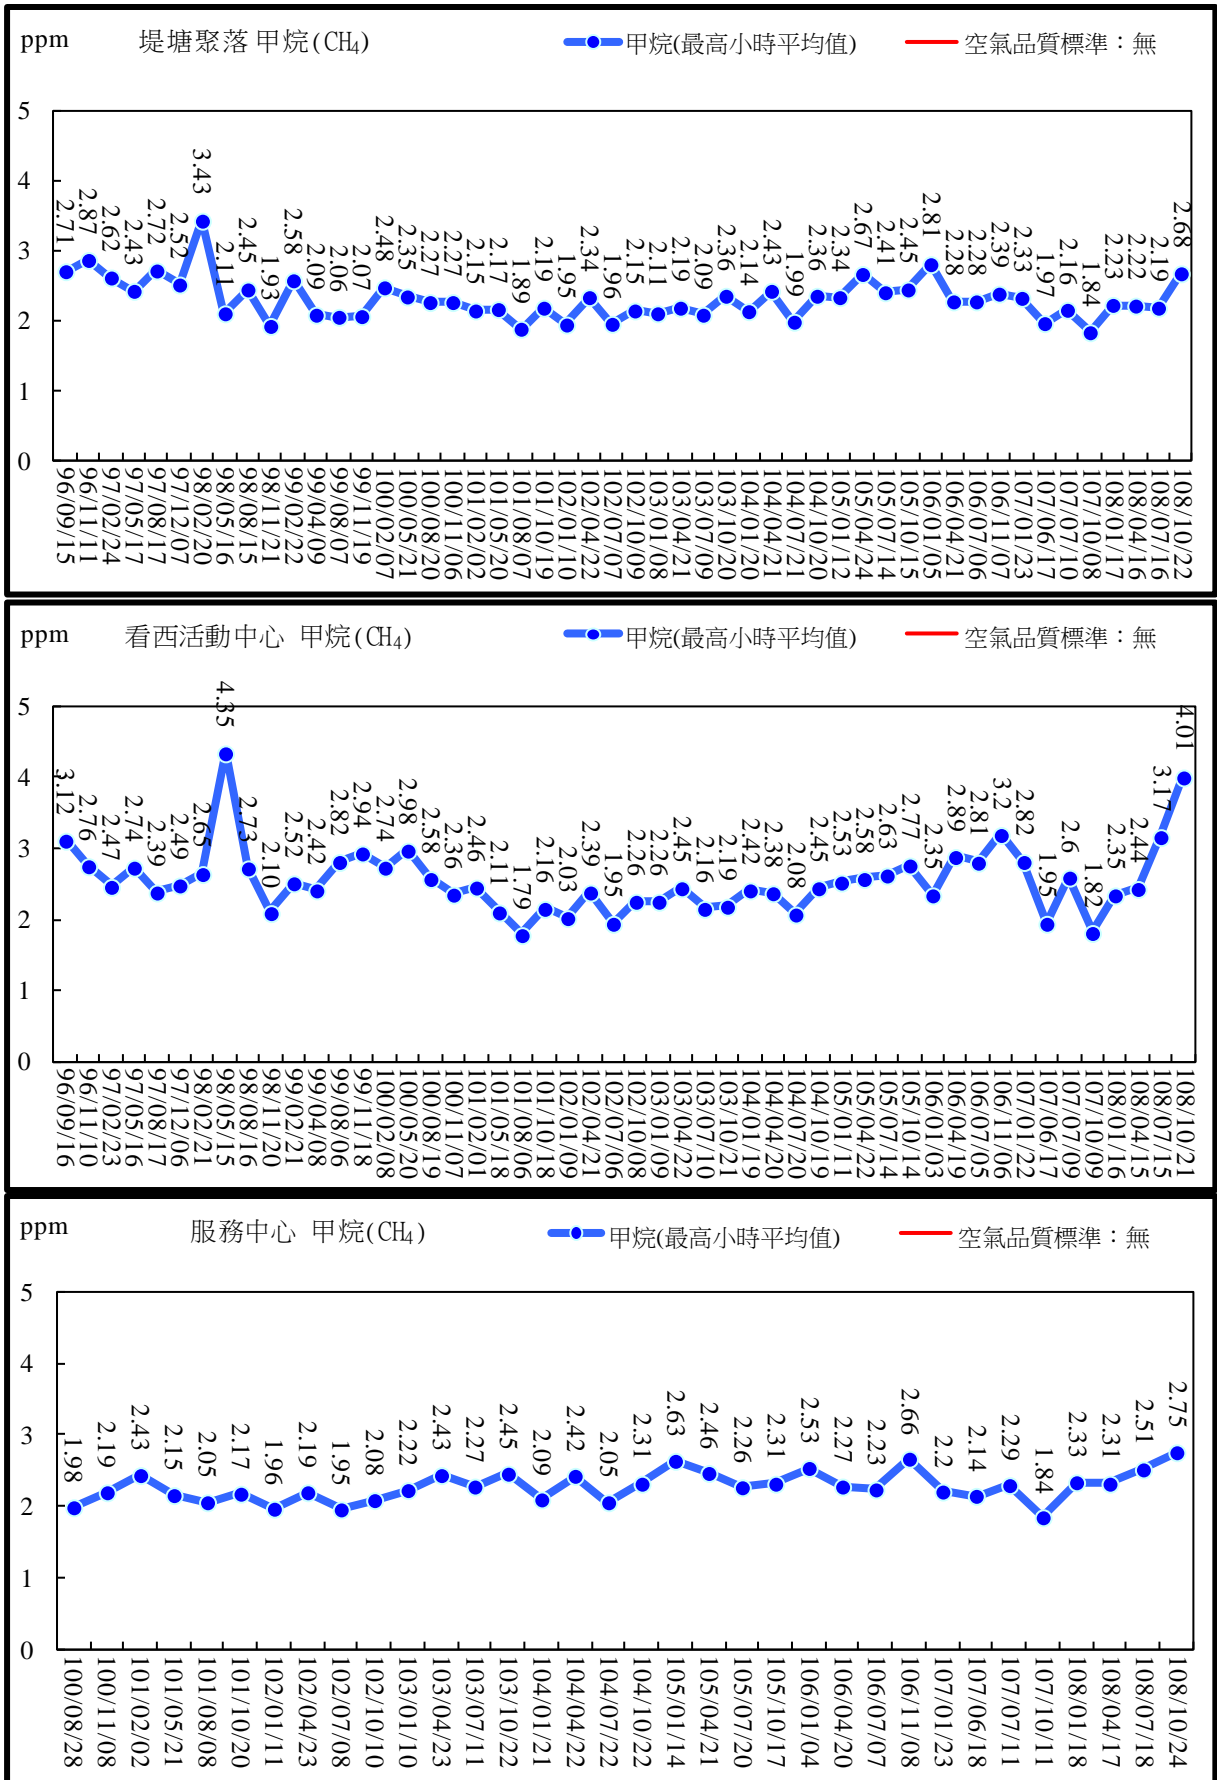 ppm 堤塘聚落 甲烷(CH₄) 甲烷(最高小時平均值) 空氣品質標準：無
5
4
3
2
1
0
2.71 2.87 2.62 2.43 2.72 2.52 3.43 2.11 2.45 1.93 2.58 2.09 2.06 2.07 2.48 2.35 2.27 2.27 2.15 2.17 1.89 2.19 1.95 2.34 1.96 2.15 2.11 2.19 2.09 2.36 2.14 2.43 1.99 2.36 2.34 2.67 2.41 2.45 2.81 2.28 2.28 2.39 2.33 1.97 2.16 1.84 2.23 2.22 2.19 2.68
96/09/15 96/11/11 97/02/24 97/05/17 97/08/17 97/12/07 98/02/20 98/05/16 98/08/15 98/11/21 99/02/22 99/04/09 99/08/07 99/11/19 100/02/07 100/05/21 100/08/20 100/11/06 101/02/02 101/05/20 101/08/07 101/10/19 102/01/10 102/04/22 102/07/07 102/10/09 103/01/08 103/04/21 103/07/09 103/10/20 104/01/20 104/04/21 104/07/21 104/10/20 105/01/12 105/04/24 105/07/14 105/10/15 106/01/05 106/04/21 106/07/06 106/11/07 107/01/23 107/06/17 107/07/10 107/10/08 108/01/17 108/04/16 108/07/16 108/10/22
ppm 看西活動中心 甲烷(CH₄) 甲烷(最高小時平均值) 空氣品質標準：無
5
4
3
2
1
0
3.12 2.76 2.47 2.74 2.39 2.49 2.65 4.35 2.73 2.10 2.52 2.42 2.82 2.94 2.74 2.98 2.58 2.36 2.46 2.11 1.79 2.16 2.03 2.39 1.95 2.26 2.26 2.45 2.16 2.19 2.42 2.38 2.08 2.45 2.53 2.58 2.63 2.77 2.35 2.89 2.81 3.2 2.82 1.95 2.6 1.82 2.35 2.44 3.17 4.01
96/09/16 96/11/10 97/02/23 97/05/16 97/08/17 97/12/06 98/02/21 98/05/15 98/08/16 98/11/20 99/02/21 99/04/08 99/08/06 99/11/18 100/02/08 100/05/20 100/08/19 100/11/07 101/02/01 101/05/18 101/08/06 101/10/18 102/01/09 102/04/21 102/07/06 102/10/08 103/01/09 103/04/22 103/07/10 103/10/21 104/01/19 104/04/20 104/07/20 104/10/19 105/01/11 105/04/22 105/07/14 105/10/14 106/01/03 106/04/19 106/07/05 106/11/06 107/01/22 107/06/17 107/07/09 107/10/09 108/01/16 108/04/15 108/07/15 108/10/21
ppm 服務中心 甲烷(CH₄) 甲烷(最高小時平均值) 空氣品質標準：無
5
4
3
2
1
0
1.98 2.19 2.43 2.15 2.05 2.17 1.96 2.19 1.95 2.08 2.22 2.43 2.27 2.45 2.09 2.42 2.05 2.31 2.63 2.46 2.26 2.31 2.53 2.27 2.23 2.66 2.2 2.14 2.29 1.84 2.33 2.31 2.51 2.75
100/08/28 100/11/08 101/02/02 101/05/21 101/08/08 101/10/20 102/01/11 102/04/23 102/07/08 102/10/10 103/01/10 103/04/23 103/07/11 103/10/22 104/01/21 104/04/22 104/07/22 104/10/22 105/01/14 105/04/21 105/07/20 105/10/17 106/01/04 106/04/20 106/07/07 106/11/08 107/01/23 107/06/18 107/07/11 107/10/11 108/01/18 108/04/17 108/07/18 108/10/24